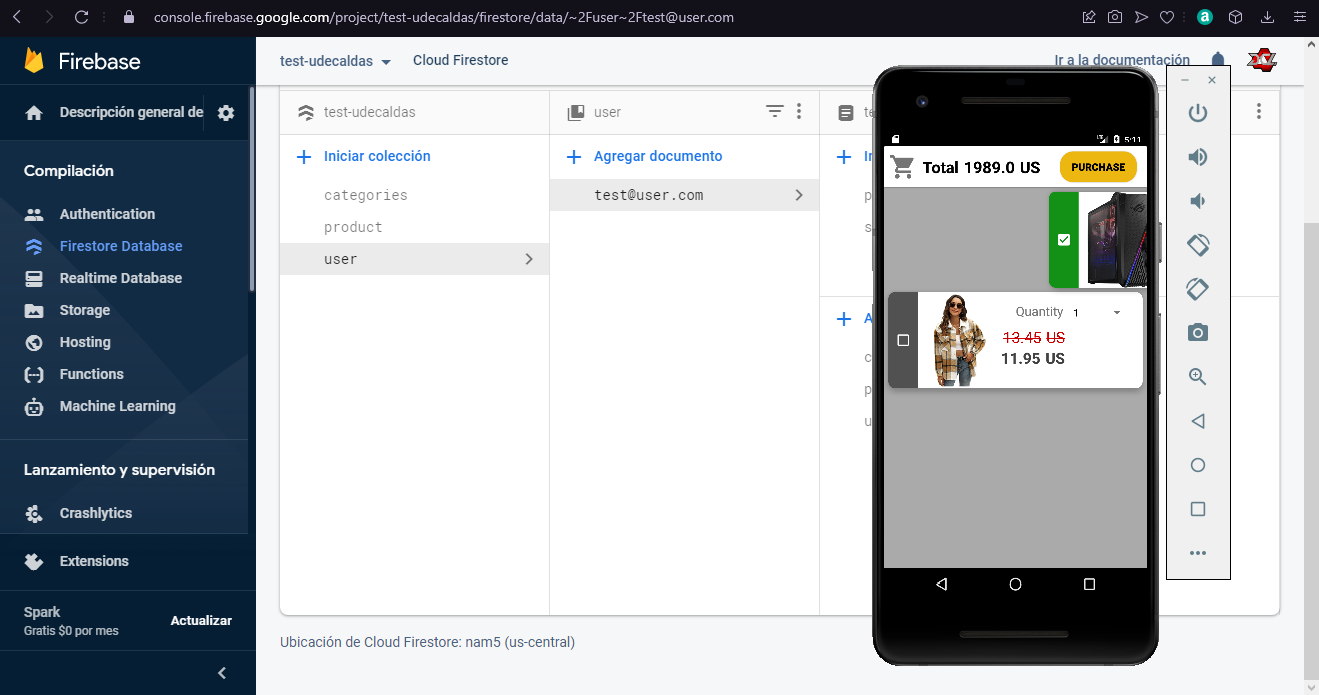 console.firebase.google.com/project/test-udecaldas/firestore/data/~2Fuser~2Ftest@user.com
Firebase
test-udecaldas
Cloud Firestore
Ir a la documentación
Descripción general de
Compilación
Authentication
Firestore Database
Realtime Database
Storage
Hosting
Functions
Machine Learning
Lanzamiento y supervisión
Crashlytics
Extensions
Spark
Gratis $0 por mes
Actualizar
test-udecaldas
Iniciar colección
categories
product
user
user
Agregar documento
test@user.com
5:11
Total 1989.0 US
PURCHASE
Quantity 1
13.45 US
11.95 US
Ubicación de Cloud Firestore: nam5 (us-central)